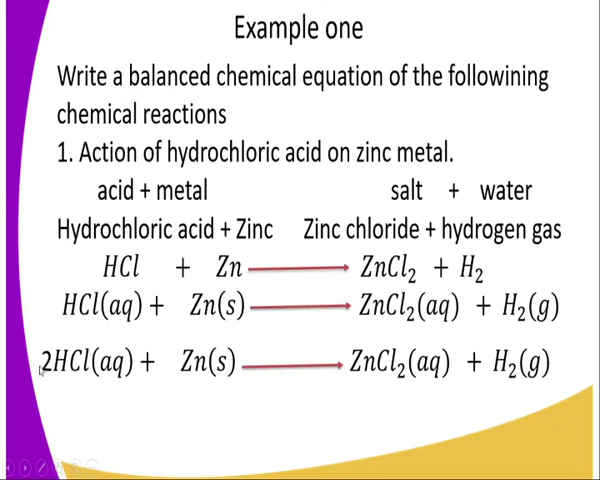 Example one
Write a balanced chemical equation of the followining
chemical reactions
1. Action of hydrochloric acid on zinc metal.
acid + metal salt + water
Hydrochloric acid + Zinc Zinc chloride + hydrogen gas
HCl + Zn ⟶ ZnCl₂ + H₂
HCl(aq) + Zn(s) ⟶ ZnCl₂(aq) + H₂(g)
2HCl(aq) + Zn(s) ⟶ ZnCl₂(aq) + H₂(g)